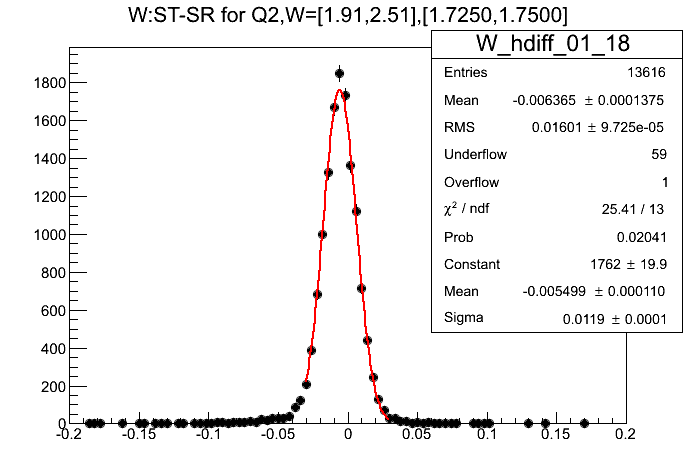 W:ST-SR for Q2,W=[1.91,2.51],[1.7250,1.7500]
W_hdiff_01_18
Entries 13616
Mean -0.006365 ± 0.0001375
RMS 0.01601 ± 9.725e-05
Underflow 59
Overflow 1
χ² / ndf 25.41 / 13
Prob 0.02041
Constant 1762 ± 19.9
Mean -0.005499 ± 0.000110
Sigma 0.0119 ± 0.0001
1800
1600
1400
1200
1000
800
600
400
200
0
-0.2 -0.15 -0.1 -0.05 0 0.05 0.1 0.15 0.2